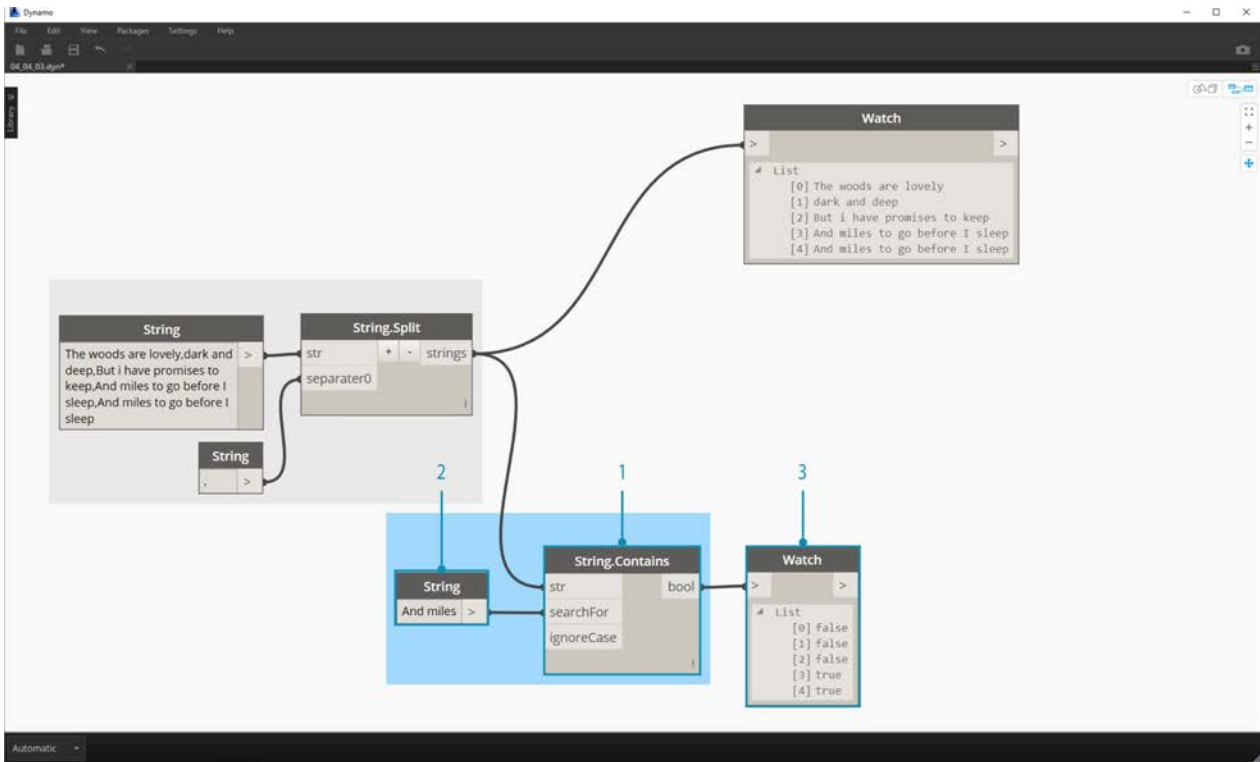 Dynamo
File Edit View Packages Settings Help
04_04_03.dyn*
Library
Watch
> >
List
[0] The woods are lovely
[1] dark and deep
[2] But i have promises to keep
[3] And miles to go before I sleep
[4] And miles to go before I sleep
String
The woods are lovely,dark and
deep,But i have promises to
keep,And miles to go before I
sleep,And miles to go before I
sleep
>
String.Split
str + - strings
separater0
l
String
, >
2
1
3
String
And miles >
String.Contains
str bool
searchFor
ignoreCase
l
Watch
> >
List
[0] false
[1] false
[2] false
[3] true
[4] true
Automatic